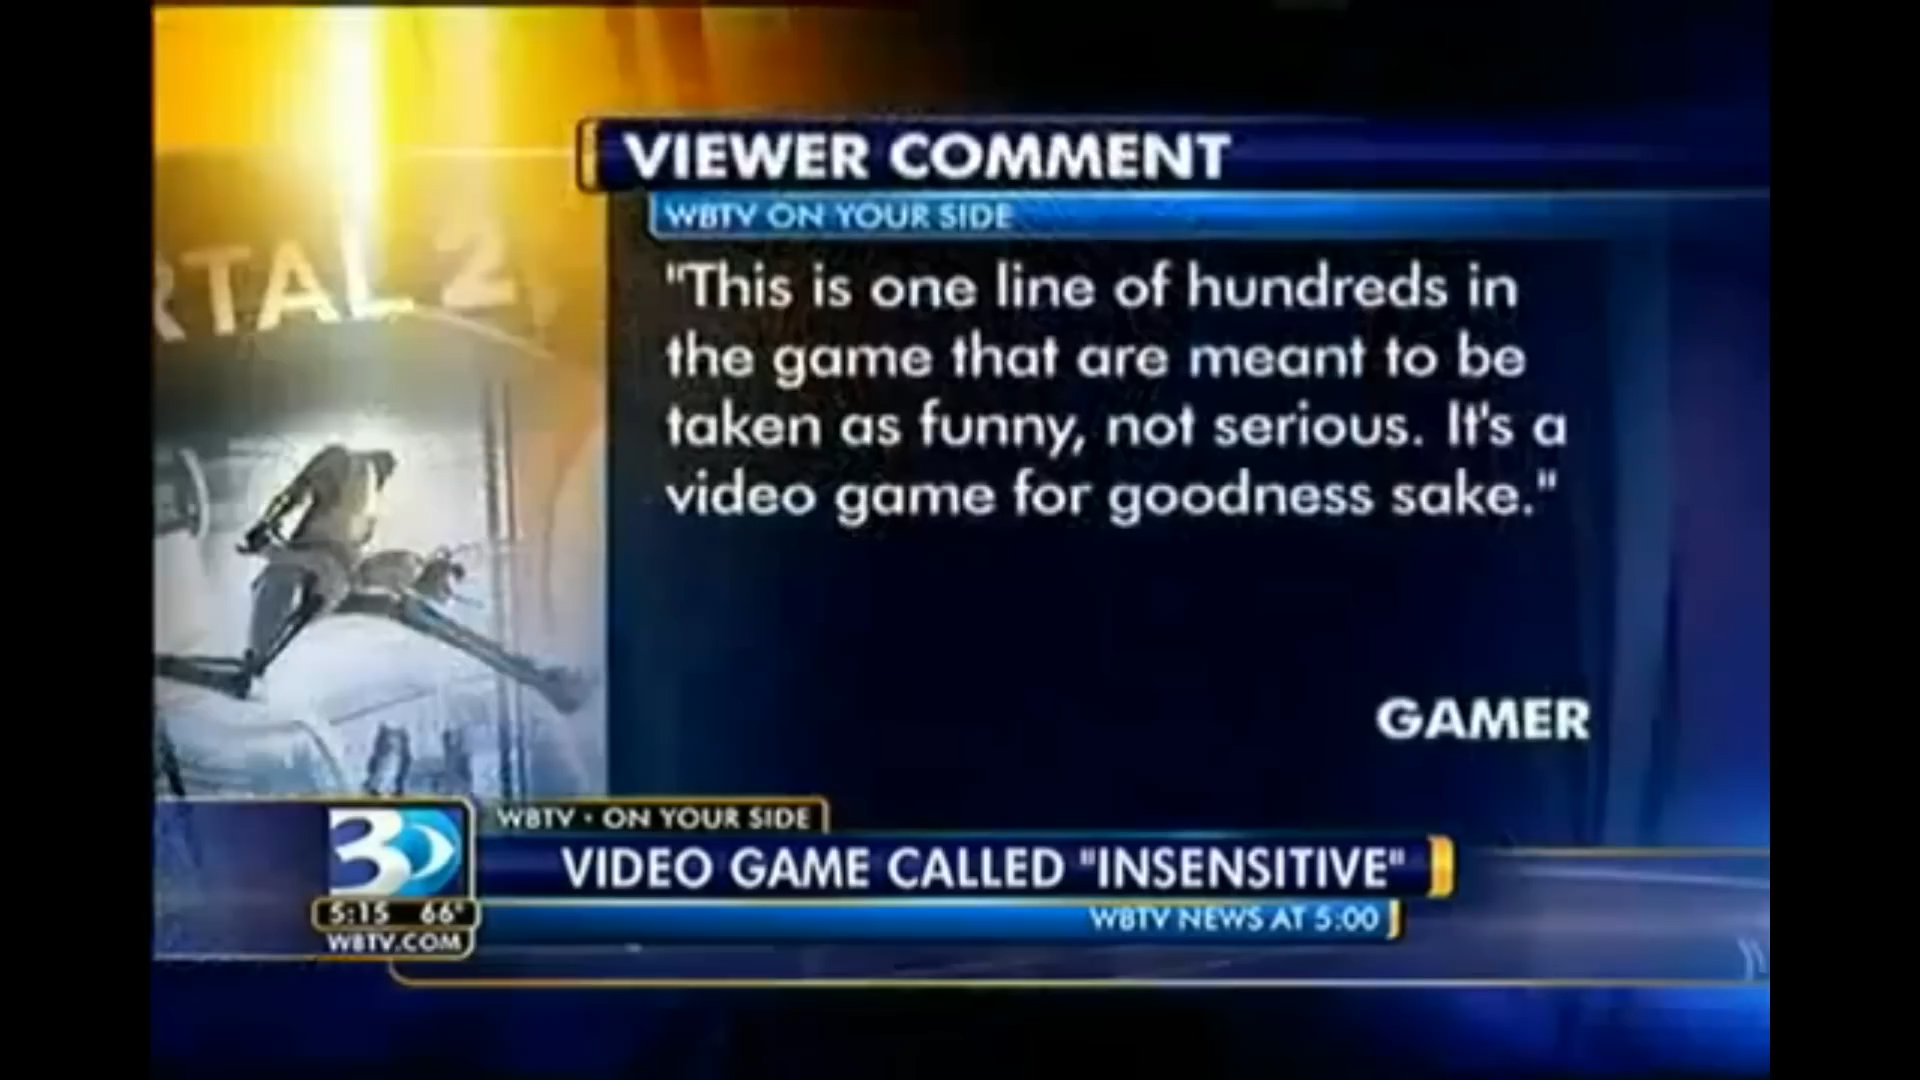 VIEWER COMMENT
WBTV ON YOUR SIDE
RTAL 2
"This is one line of hundreds in
the game that are meant to be
taken as funny, not serious. It's a
video game for goodness sake."
GAMER
3
WBTV • ON YOUR SIDE
VIDEO GAME CALLED "INSENSITIVE"
5:15 66°
WBTV NEWS AT 5:00
WBTV.COM